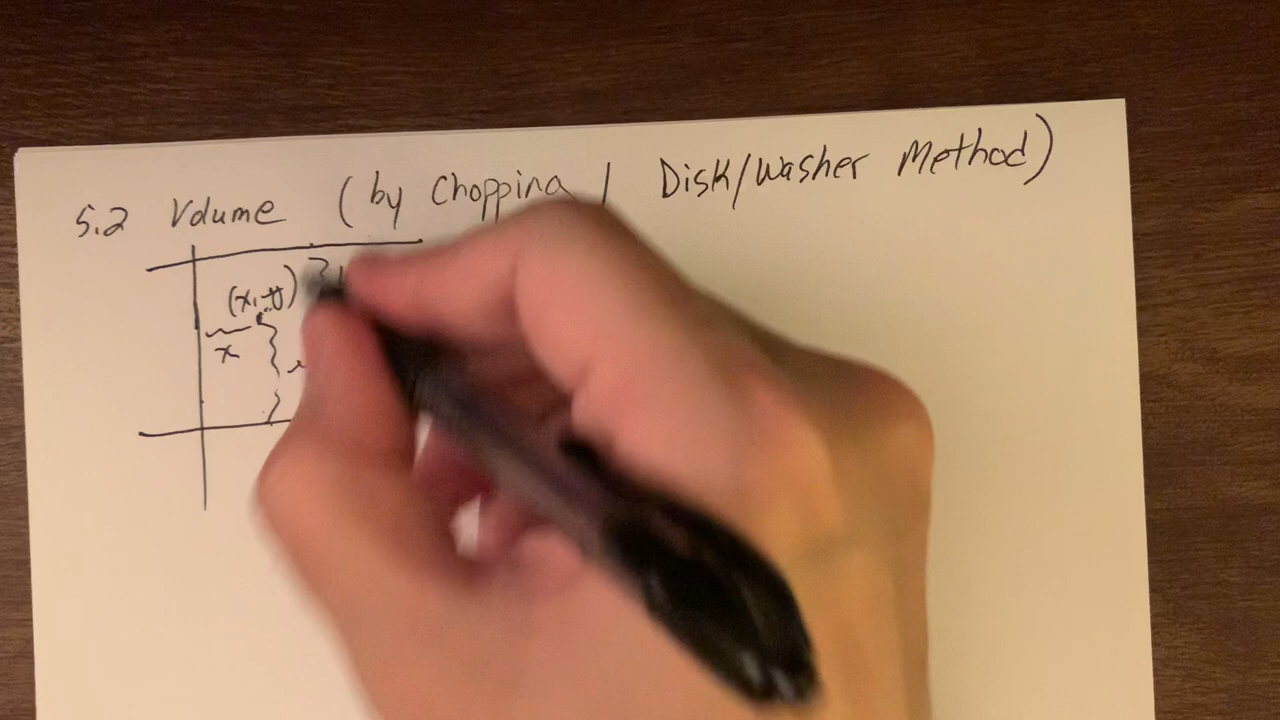 5.2 Volume (by Chopping / Disk/Washer Method)
(x,y)
x